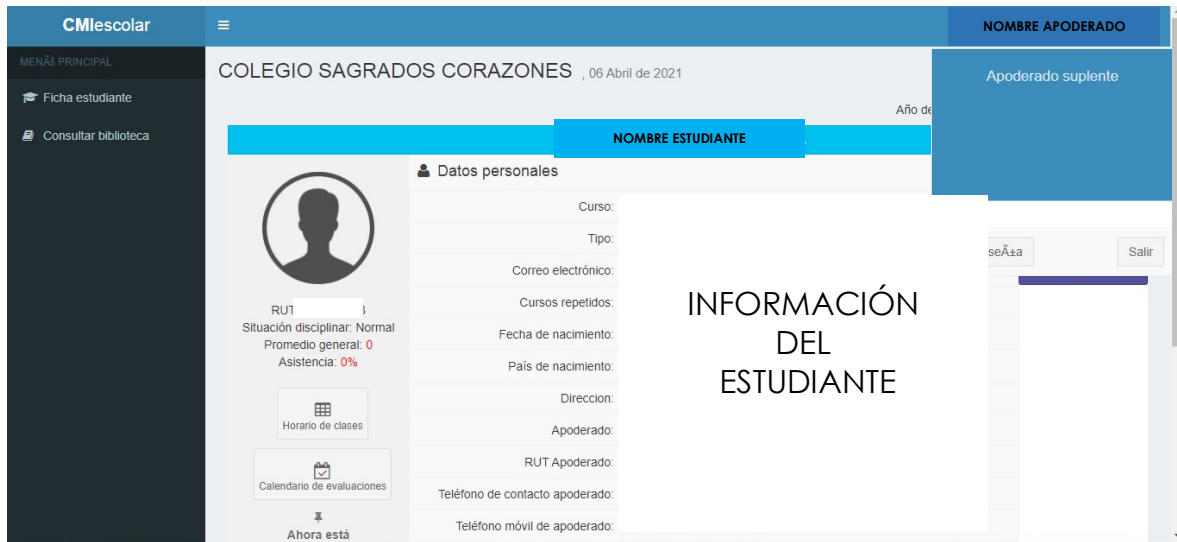 CMIescolar
NOMBRE APODERADO
MENÃš PRINCIPAL
Ficha estudiante
Consultar biblioteca
COLEGIO SAGRADOS CORAZONES , 06 Abril de 2021
Apoderado suplente
Año de
NOMBRE ESTUDIANTE
Datos personales
Curso:
Tipo:
Correo electrónico:
Cursos repetidos:
Fecha de nacimiento:
País de nacimiento:
Direccion:
Apoderado:
RUT Apoderado:
Teléfono de contacto apoderado:
Teléfono móvil de apoderado:
INFORMACIÓN
DEL
ESTUDIANTE
seÃ±a
Salir
RUT
Situación disciplinar: Normal
Promedio general: 0
Asistencia: 0%
Horario de clases
Calendario de evaluaciones
Ahora está